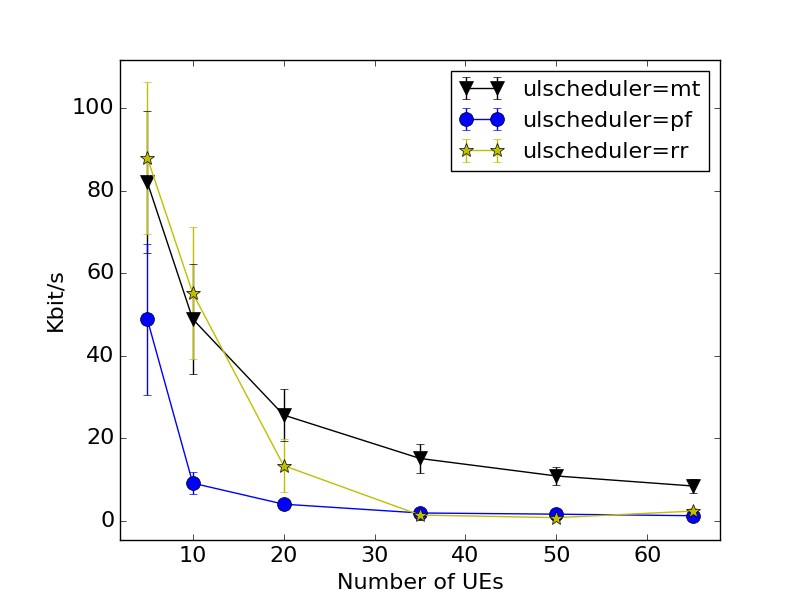 ulscheduler=mt
ulscheduler=pf
ulscheduler=rr
100
80
60
40
20
0
Kbit/s
10 20 30 40 50 60
Number of UEs